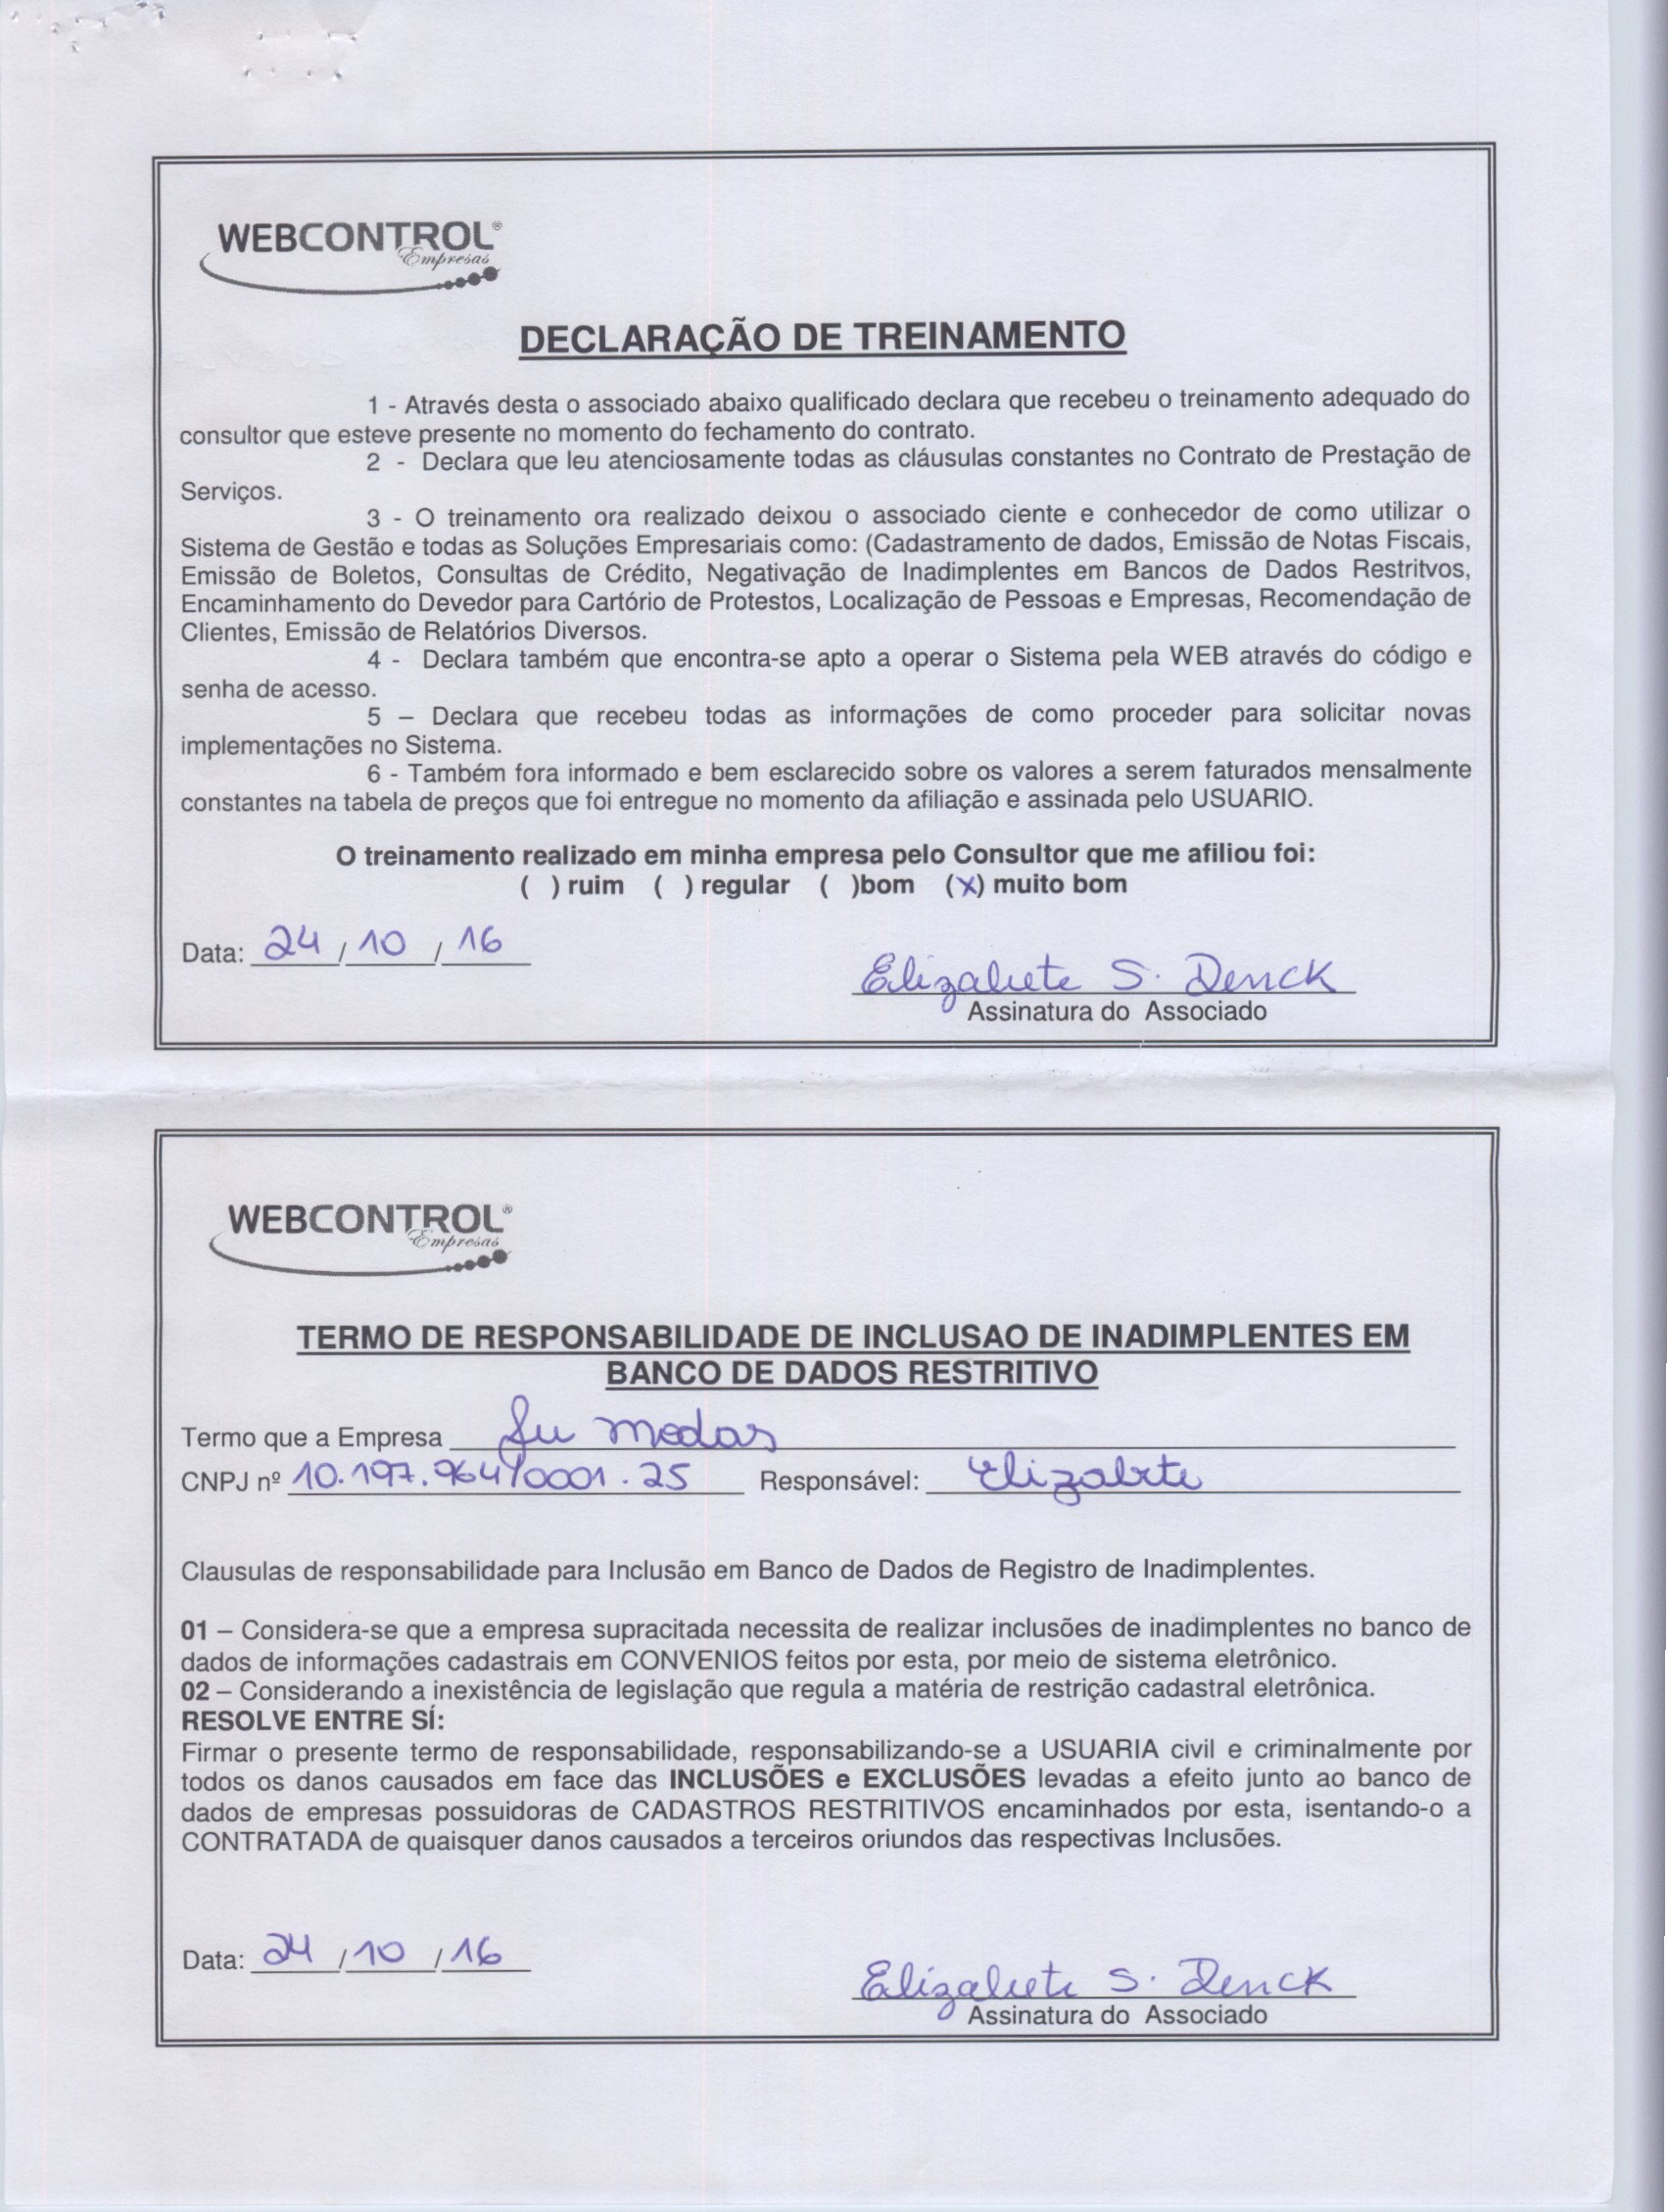 WEBCONTROL®
Empresas
DECLARAÇÃO DE TREINAMENTO
1 - Através desta o associado abaixo qualificado declara que recebeu o treinamento adequado do
consultor que esteve presente no momento do fechamento do contrato.
2 - Declara que leu atenciosamente todas as cláusulas constantes no Contrato de Prestação de
Serviços.
3 - O treinamento ora realizado deixou o associado ciente e conhecedor de como utilizar o
Sistema de Gestão e todas as Soluções Empresariais como: (Cadastramento de dados, Emissão de Notas Fiscais,
Emissão de Boletos, Consultas de Crédito, Negativação de Inadimplentes em Bancos de Dados Restritvos,
Encaminhamento do Devedor para Cartório de Protestos, Localização de Pessoas e Empresas, Recomendação de
Clientes, Emissão de Relatórios Diversos.
4 - Declara também que encontra-se apto a operar o Sistema pela WEB através do código e
senha de acesso.
5 – Declara que recebeu todas as informações de como proceder para solicitar novas
implementações no Sistema.
6 - Também fora informado e bem esclarecido sobre os valores a serem faturados mensalmente
constantes na tabela de preços que foi entregue no momento da afiliação e assinada pelo USUARIO.
O treinamento realizado em minha empresa pelo Consultor que me afiliou foi:
( ) ruim ( ) regular ( )bom (X) muito bom
Data: 24 / 10 / 16
Elizabete S. Denck
Assinatura do Associado
WEBCONTROL®
Empresas
TERMO DE RESPONSABILIDADE DE INCLUSAO DE INADIMPLENTES EM
BANCO DE DADOS RESTRITIVO
Termo que a Empresa Su modas
CNPJ nº 10.197.964/0001.25 Responsável: Elizabete
Clausulas de responsabilidade para Inclusão em Banco de Dados de Registro de Inadimplentes.
01 – Considera-se que a empresa supracitada necessita de realizar inclusões de inadimplentes no banco de
dados de informações cadastrais em CONVENIOS feitos por esta, por meio de sistema eletrônico.
02 – Considerando a inexistência de legislação que regula a matéria de restrição cadastral eletrônica.
RESOLVE ENTRE SÍ:
Firmar o presente termo de responsabilidade, responsabilizando-se a USUARIA civil e criminalmente por
todos os danos causados em face das INCLUSÕES e EXCLUSÕES levadas a efeito junto ao banco de
dados de empresas possuidoras de CADASTROS RESTRITIVOS encaminhados por esta, isentando-o a
CONTRATADA de quaisquer danos causados a terceiros oriundos das respectivas Inclusões.
Data: 24 / 10 / 16
Elizabete S. Denck
Assinatura do Associado